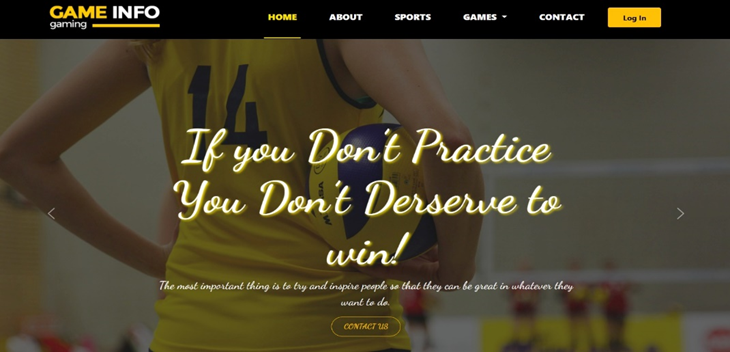 GAME INFO
gaming
HOME ABOUT SPORTS GAMES CONTACT Log In
14
If you Don't Practice
You Don't Derserve to
win!
The most important thing is to try and inspire people so that they can be great in whatever they
want to do.
CONTACT US